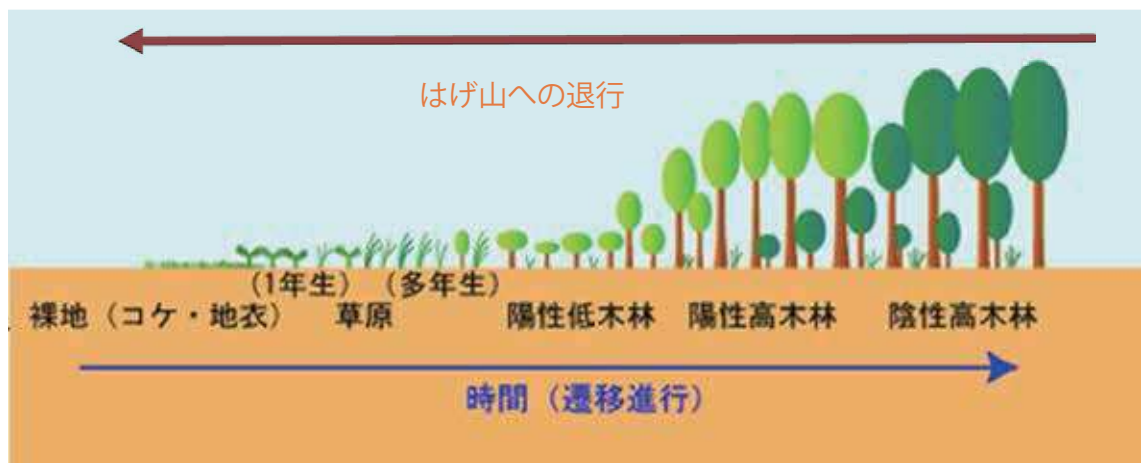 はげ山への退行
(1年生) (多年生)
裸地(コケ・地衣) 草原 陽性低木林 陽性高木林 陰性高木林
時間(遷移進行)